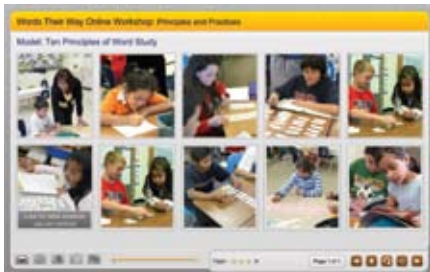 Words Their Way Online Workshop: Principles and Practices
Model: Ten Principles of Word Study
Page 1 of 1